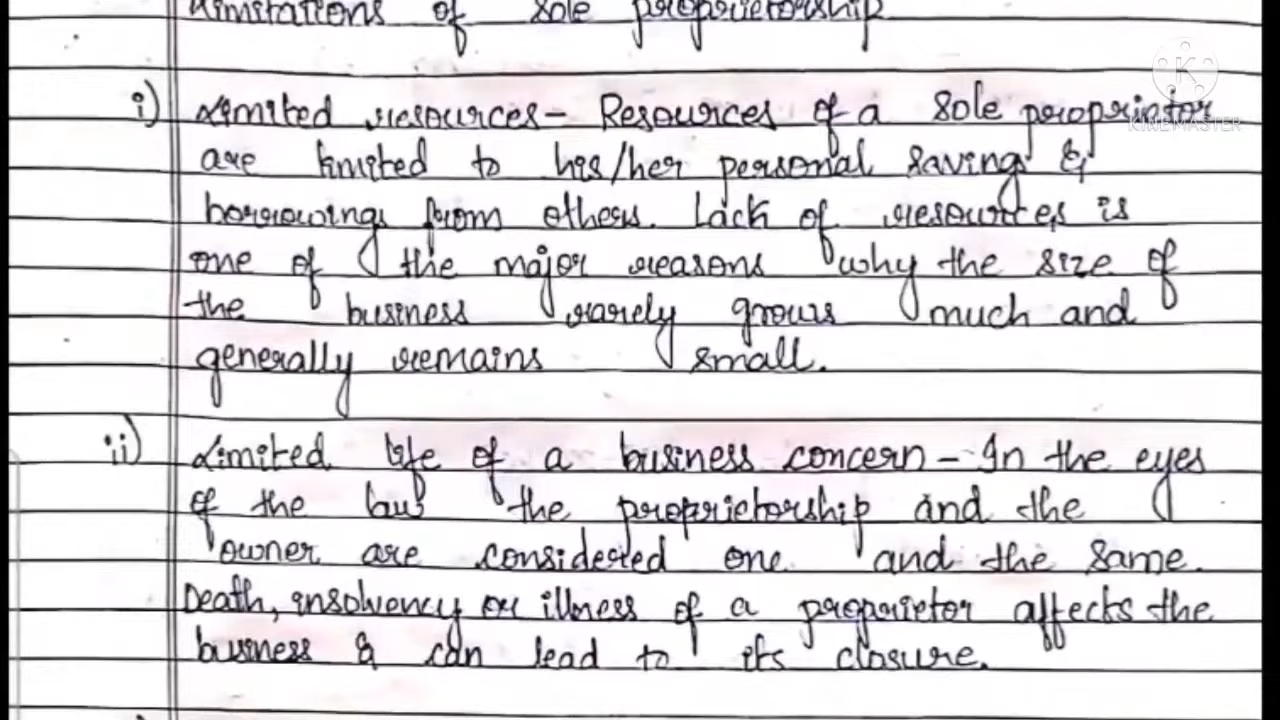 Limitations of sole proprietorship
i) Limited resources - Resources of a sole proprietor
are limited to his/her personal savings &
borrowings from others. Lack of resources is
one of the major reasons why the size of
the business rarely grows much and
generally remains small.
ii) Limited life of a business concern - In the eyes
of the law the proprietorship and the
owner are considered one and the same.
Death, insolvency or illness of a proprietor affects the
business & can lead to its closure.
KINEMASTER